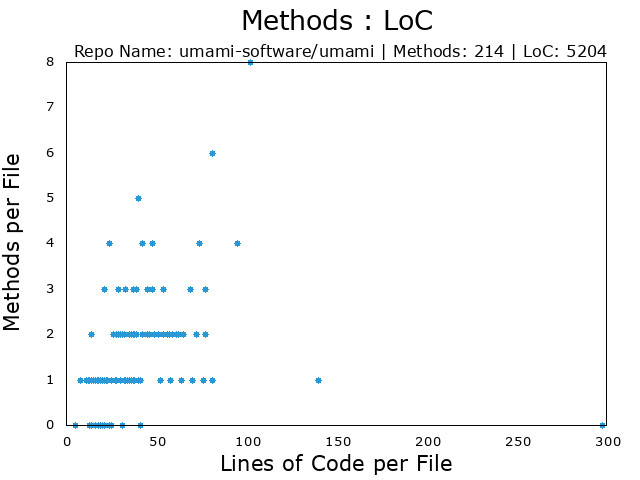 Methods : LoC
Repo Name: umami-software/umami | Methods: 214 | LoC: 5204
8
7
6
5
4
3
2
1
0
Methods per File
0 50 100 150 200 250 300
Lines of Code per File